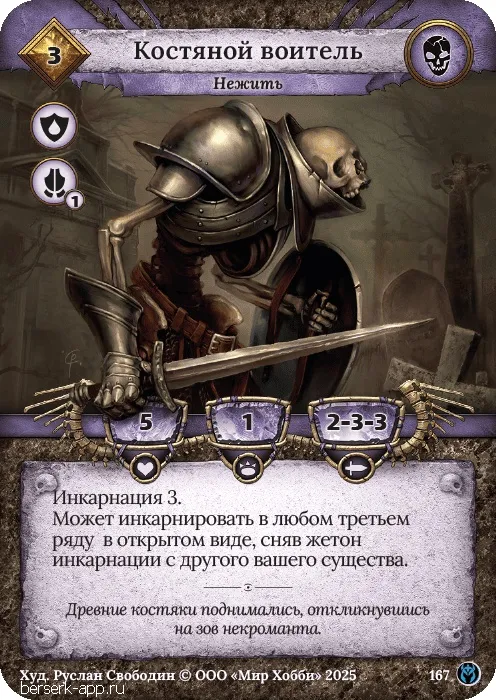 3
Костяной воитель
Нежить
1
5
1
2-3-3
Инкарнация 3.
Может инкарнировать в любом третьем
ряду в открытом виде, сняв жетон
инкарнации с другого вашего существа.
Древние костяки поднимались, откликнувшись
на зов некроманта.
Худ. Руслан Свободин © ООО «Мир Хобби» 2025
167
berserk-app.ru